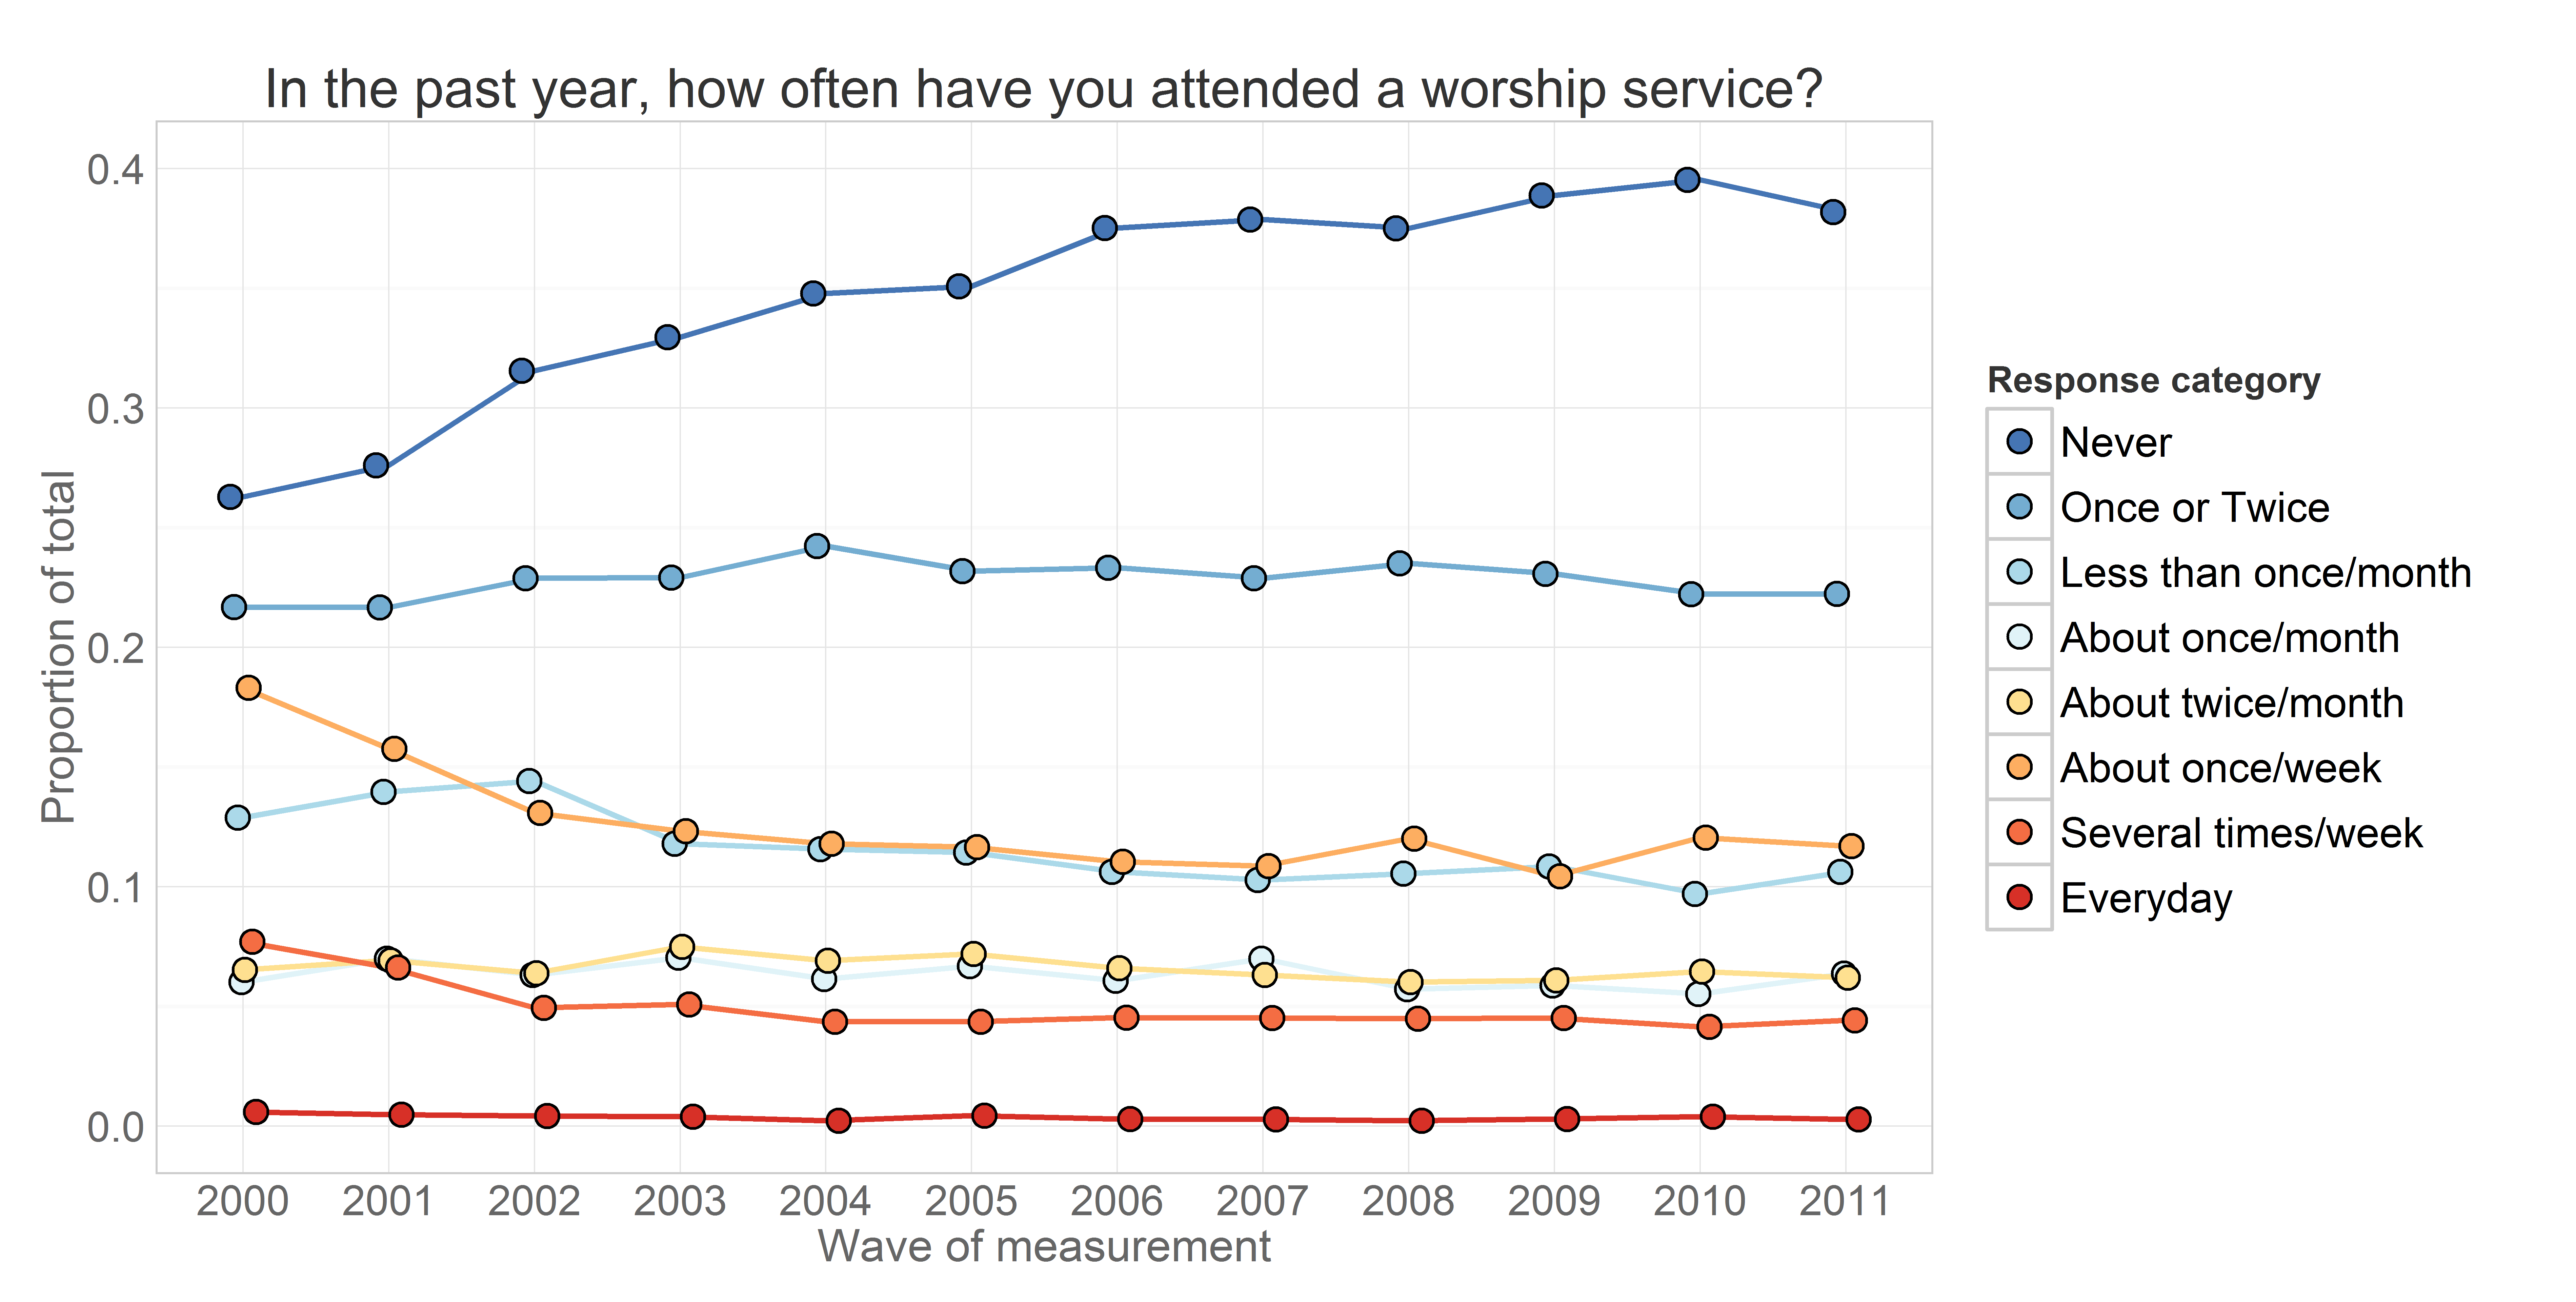 In the past year, how often have you attended a worship service?
0.4
0.3
0.2
0.1
0.0
Proportion of total
2000 2001 2002 2003 2004 2005 2006 2007 2008 2009 2010 2011
Wave of measurement
Response category
Never
Once or Twice
Less than once/month
About once/month
About twice/month
About once/week
Several times/week
Everyday